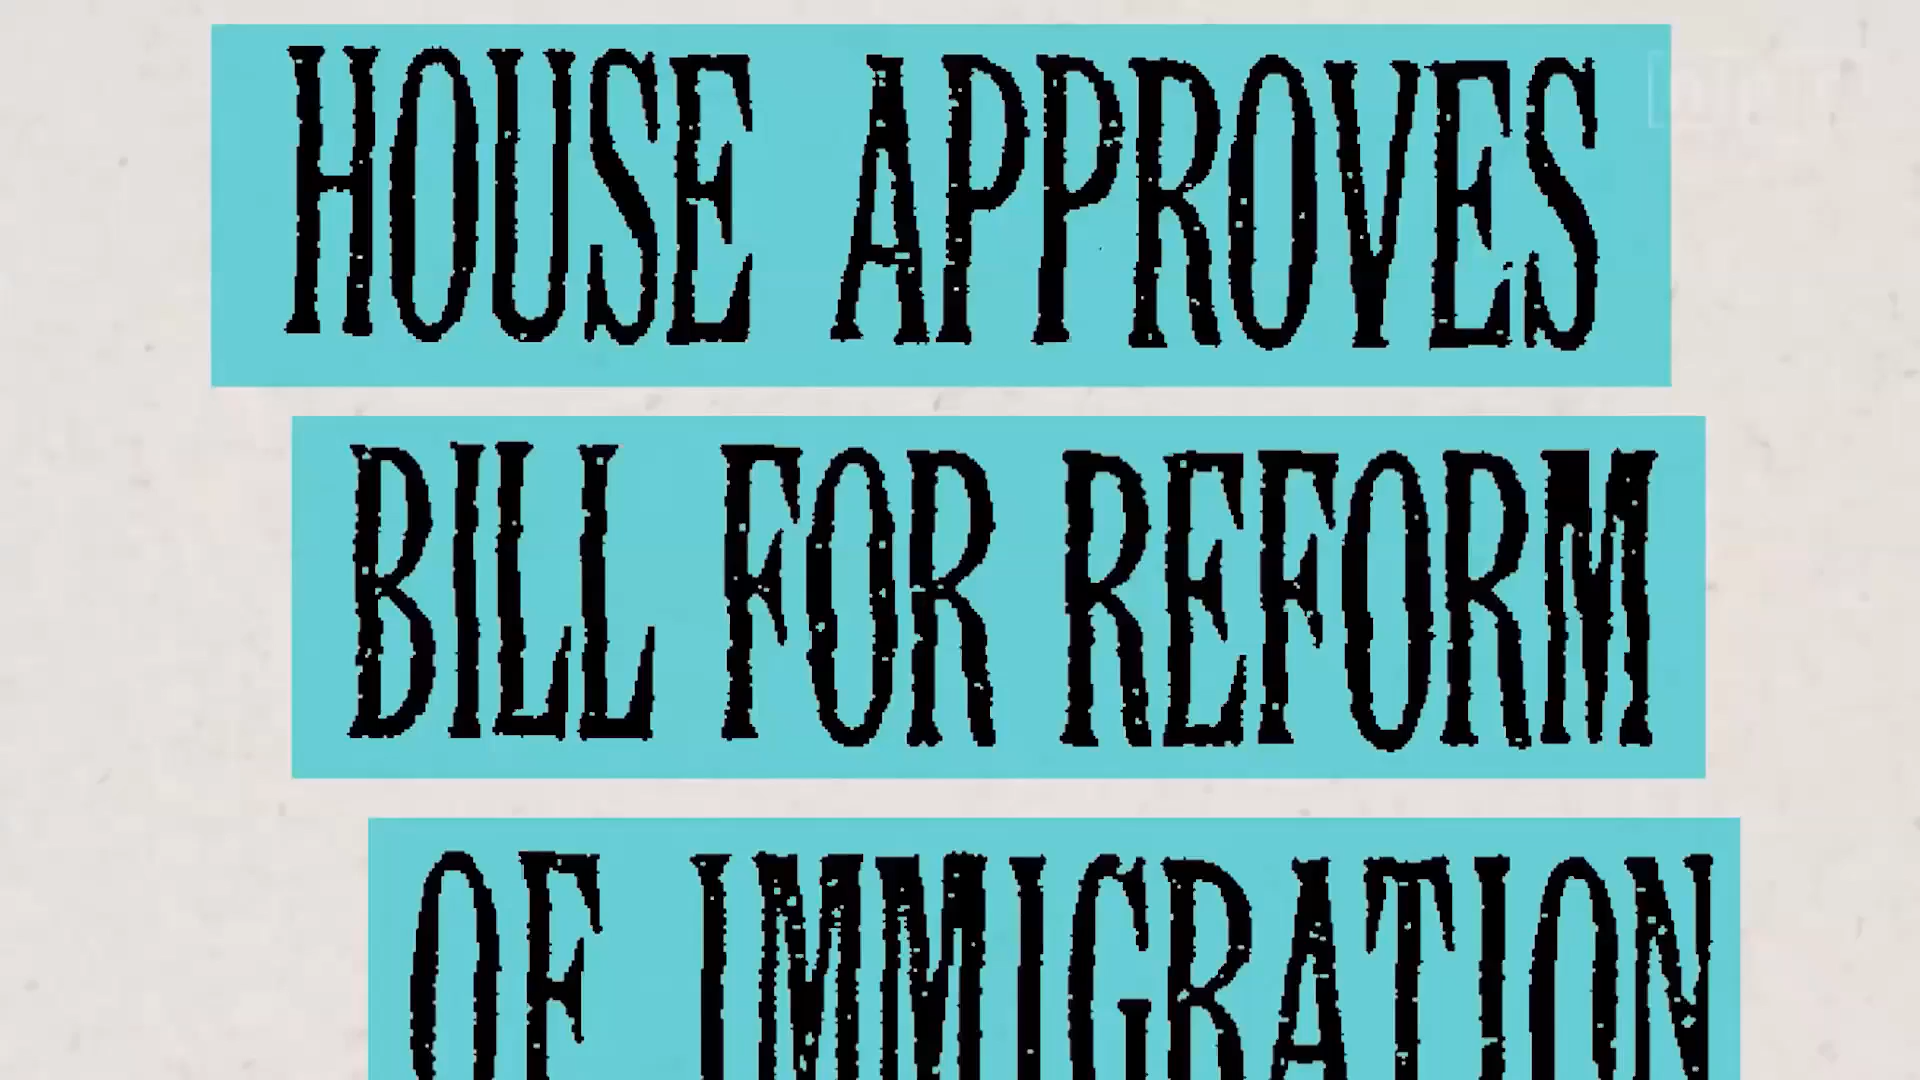 HOUSE APPROVES
BILL FOR REFORM
OF IMMIGRATION